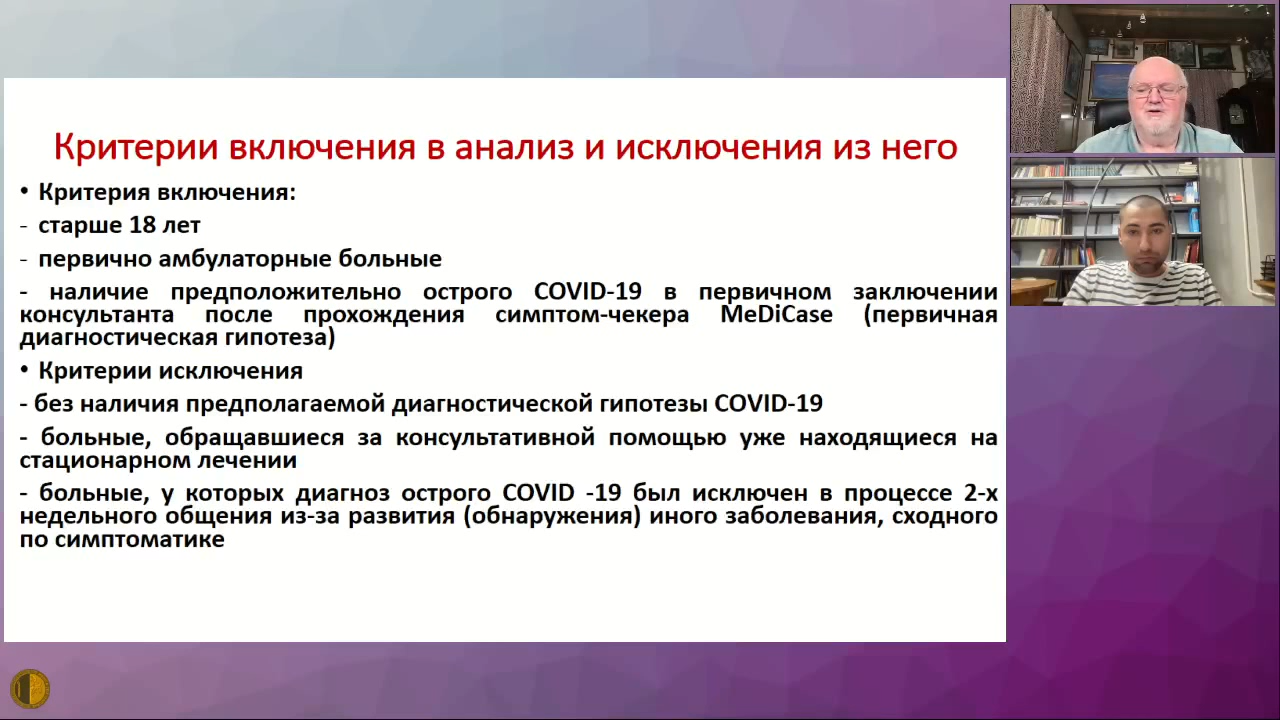 Критерии включения в анализ и исключения из него
• Критерия включения:
- старше 18 лет
- первично амбулаторные больные
- наличие предположительно острого COVID-19 в первичном заключении
консультанта после прохождения симптом-чекера MeDiCase (первичная
диагностическая гипотеза)
• Критерии исключения
- без наличия предполагаемой диагностической гипотезы COVID-19
- больные, обращавшиеся за консультативной помощью уже находящиеся на
стационарном лечении
- больные, у которых диагноз острого COVID -19 был исключен в процессе 2-х
недельного общения из-за развития (обнаружения) иного заболевания, сходного
по симптоматике